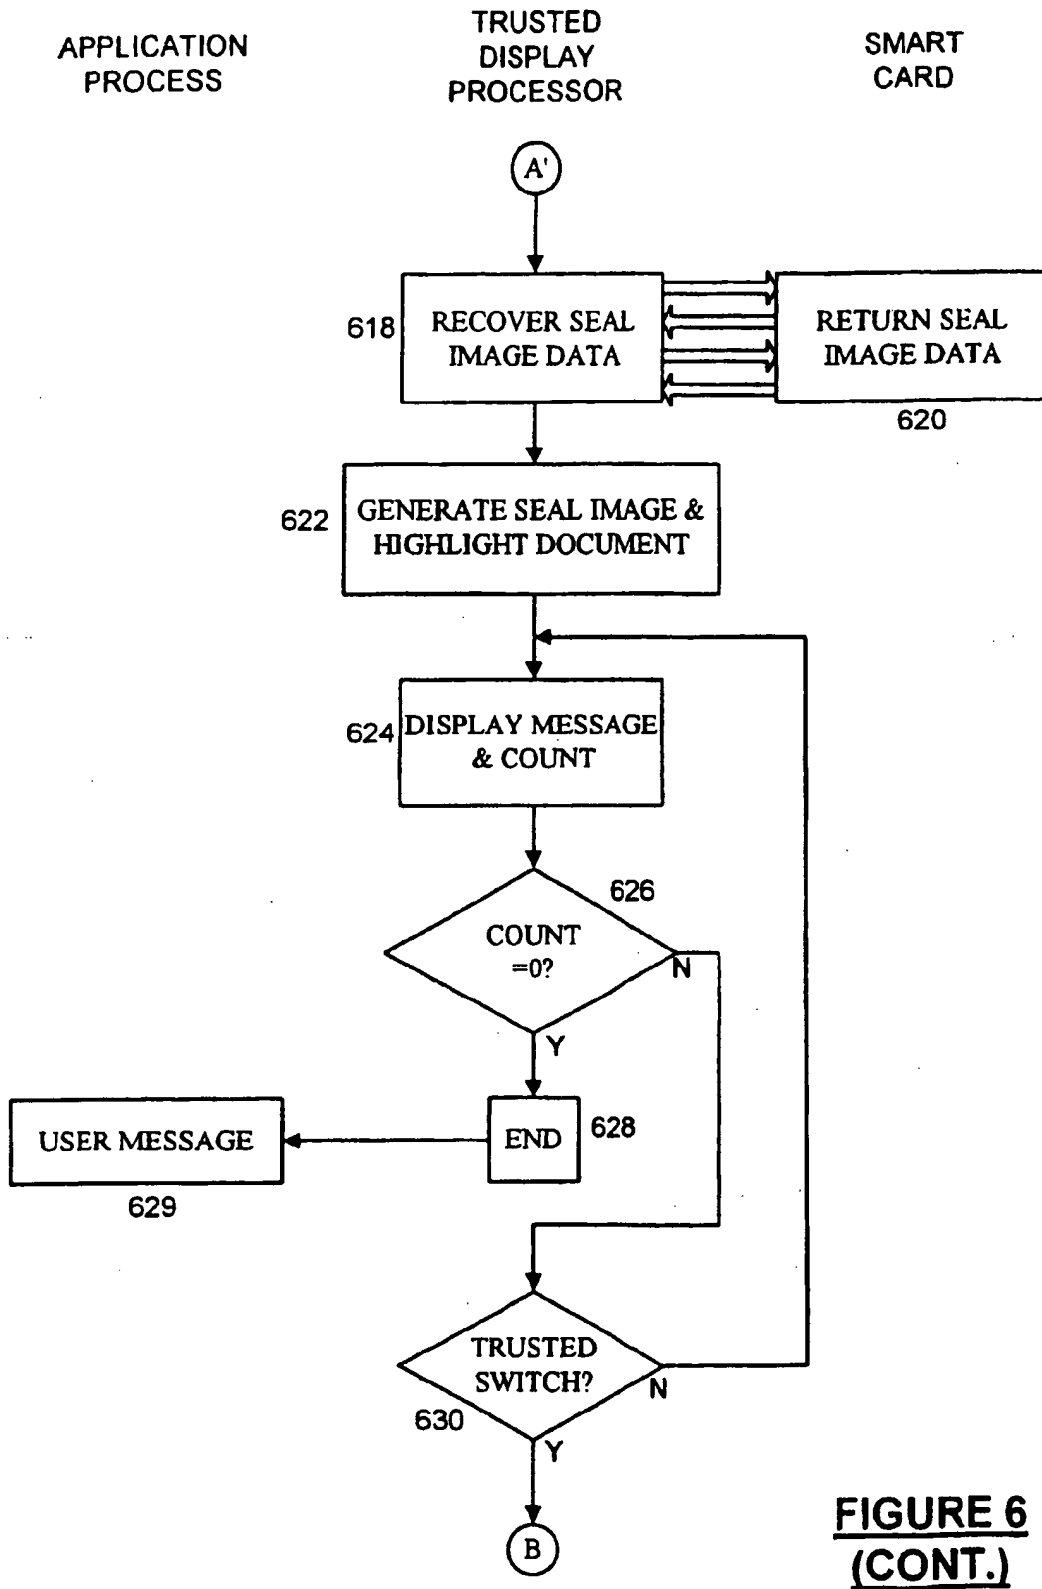 APPLICATION
PROCESS
TRUSTED
DISPLAY
PROCESSOR
SMART
CARD
A'
618
RECOVER SEAL
IMAGE DATA
RETURN SEAL
IMAGE DATA
620
622
GENERATE SEAL IMAGE &
HIGHLIGHT DOCUMENT
624
DISPLAY MESSAGE
& COUNT
626
COUNT
=0?
N
Y
USER MESSAGE
629
END
628
TRUSTED
SWITCH?
N
630
Y
B
FIGURE 6
(CONT.)